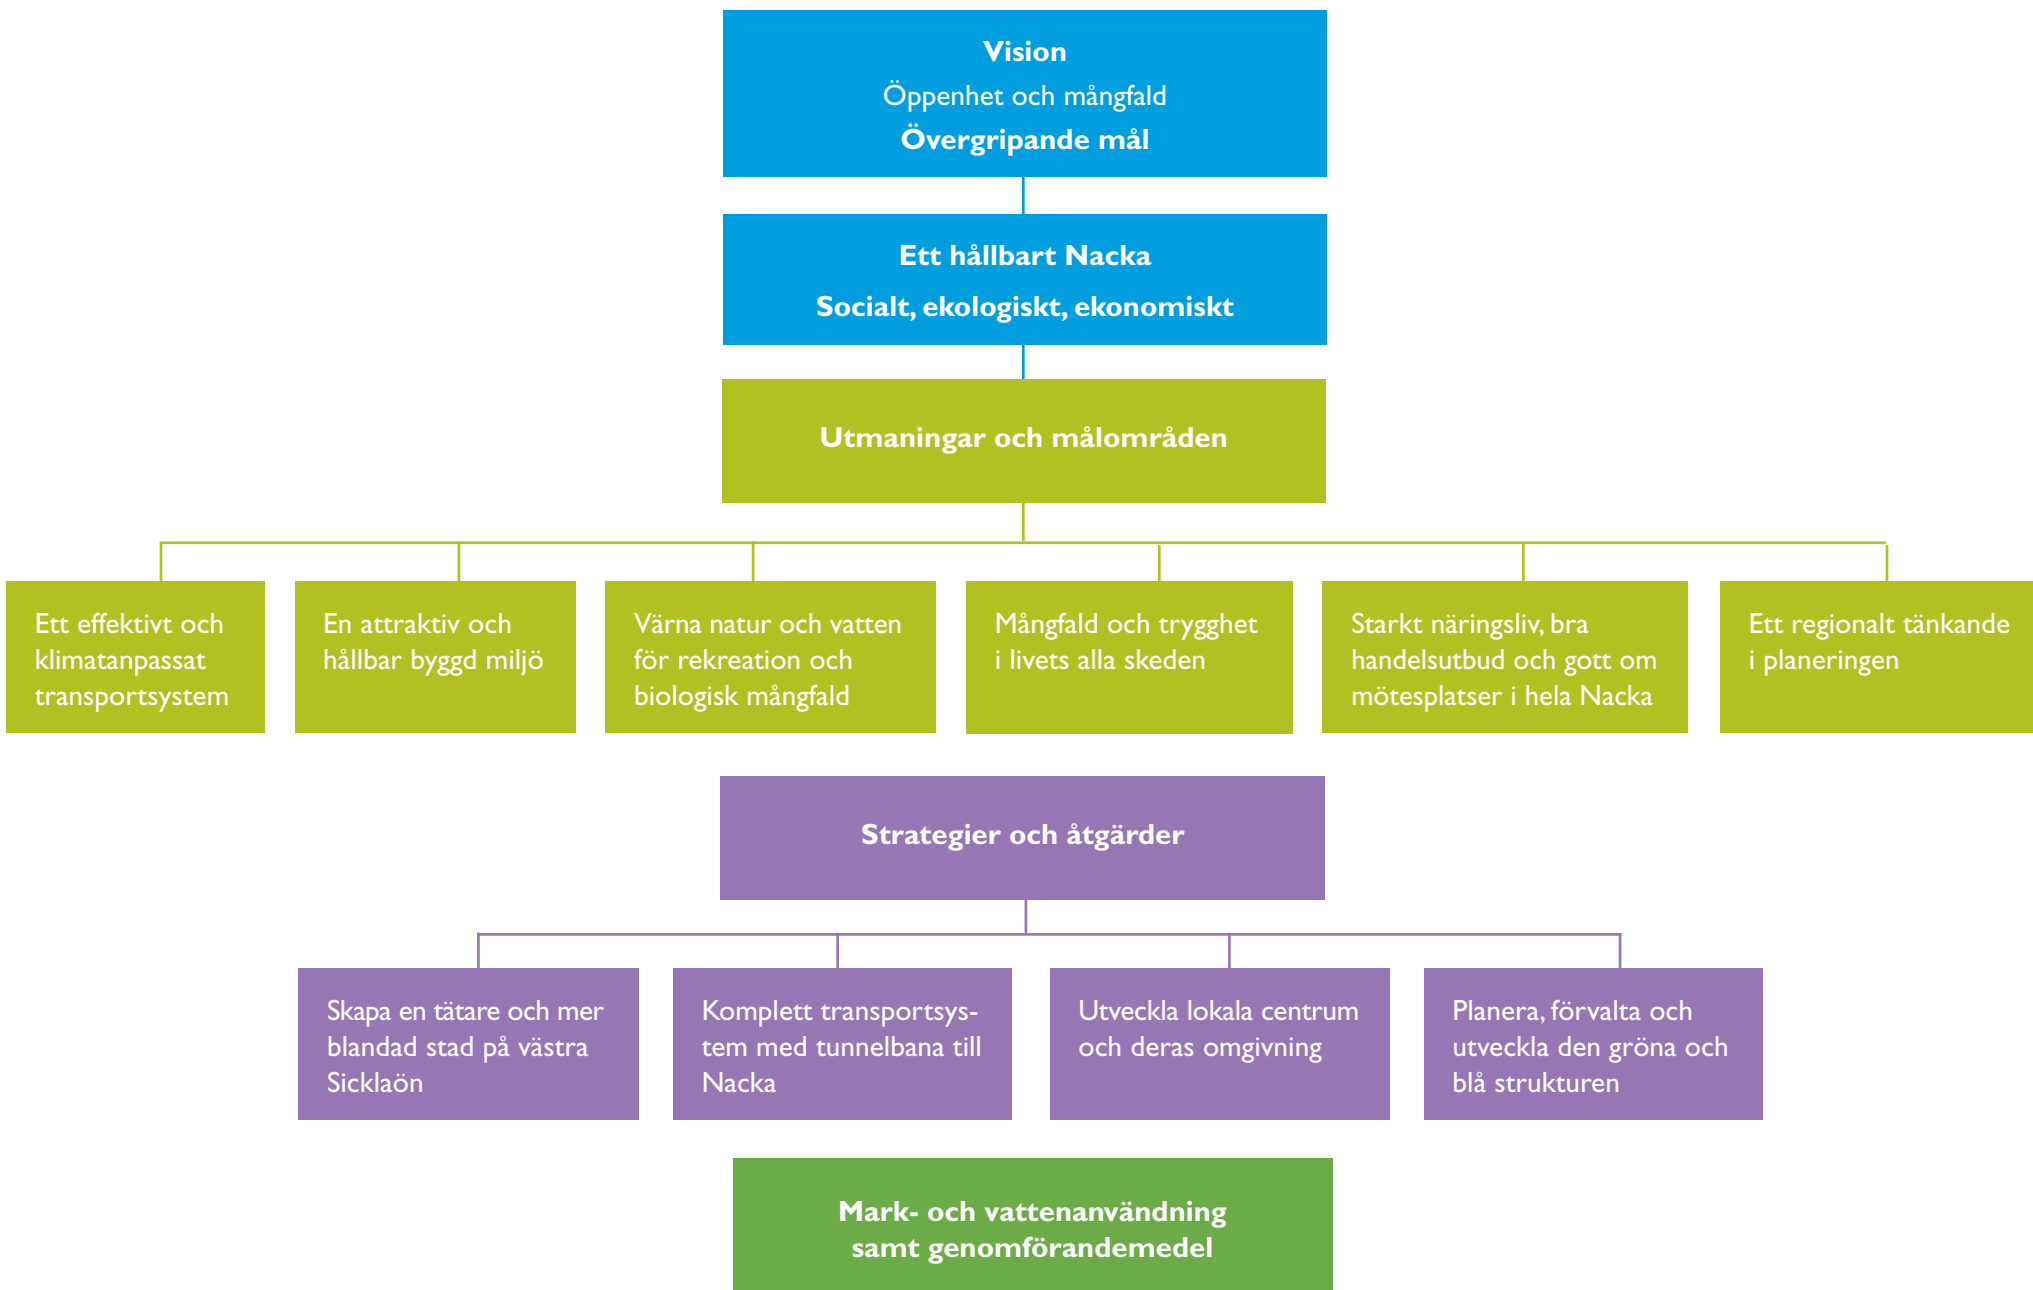 Vision
Öppenhet och mångfald
Övergripande mål
Ett hållbart Nacka
Socialt, ekologiskt, ekonomiskt
Utmaningar och målområden
Ett effektivt och
klimatanpassat
transportsystem
En attraktiv och
hållbar byggd miljö
Värna natur och vatten
för rekreation och
biologisk mångfald
Mångfald och trygghet
i livets alla skeden
Starkt näringsliv, bra
handelsutbud och gott om
mötesplatser i hela Nacka
Ett regionalt tänkande
i planeringen
Strategier och åtgärder
Skapa en tätare och mer
blandad stad på västra
Sicklaön
Komplett transportsys-
tem med tunnelbana till
Nacka
Utveckla lokala centrum
och deras omgivning
Planera, förvalta och
utveckla den gröna och
blå strukturen
Mark- och vattenanvändning
samt genomförandemedel